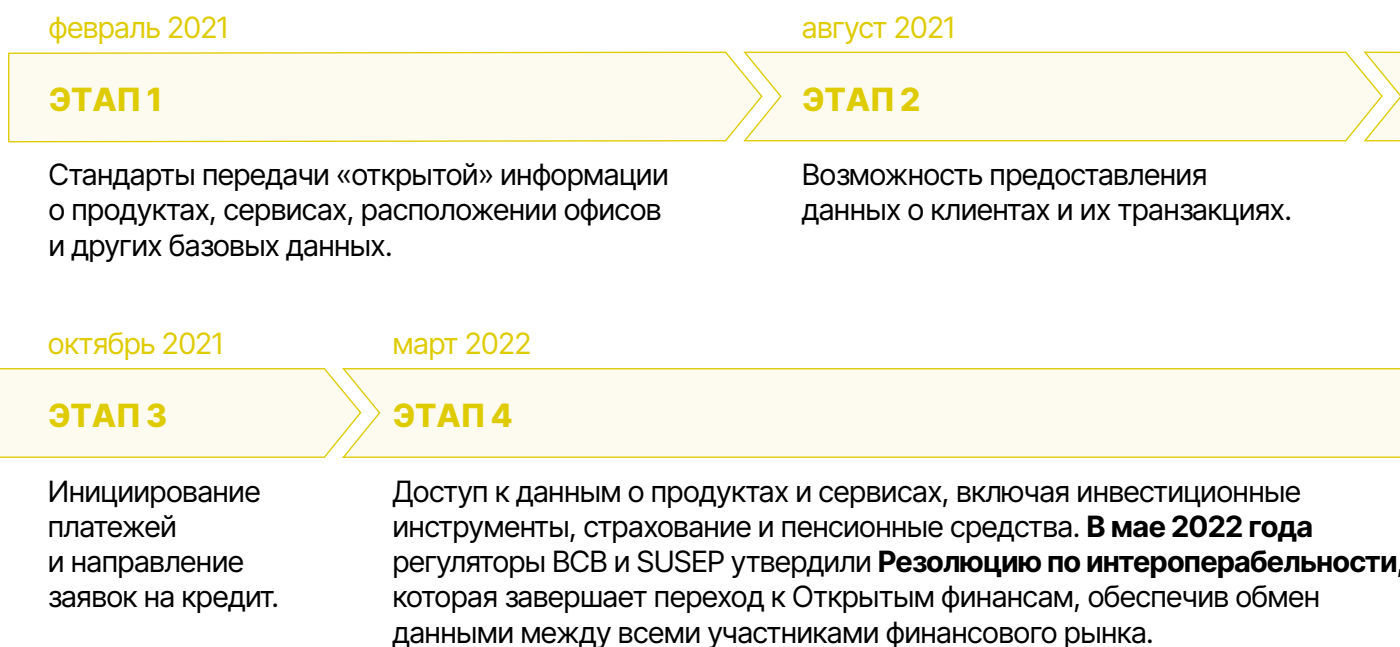 февраль 2021
ЭТАП 1
Стандарты передачи «открытой» информации
о продуктах, сервисах, расположении офисов
и других базовых данных.
август 2021
ЭТАП 2
Возможность предоставления
данных о клиентах и их транзакциях.
октябрь 2021
ЭТАП 3
Инициирование
платежей
и направление
заявок на кредит.
март 2022
ЭТАП 4
Доступ к данным о продуктах и сервисах, включая инвестиционные
инструменты, страхование и пенсионные средства. В мае 2022 года
регуляторы BCB и SUSEP утвердили Резолюцию по интероперабельности,
которая завершает переход к Открытым финансам, обеспечив обмен
данными между всеми участниками финансового рынка.